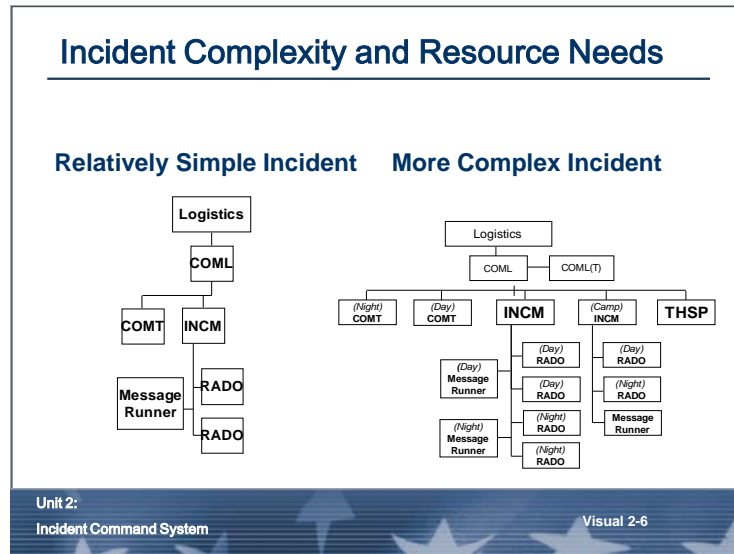 Incident Complexity and Resource Needs
Relatively Simple Incident
Logistics
COML
COMT
INCM
Message
Runner
RADO
RADO
More Complex Incident
Logistics
COML
COML(T)
(Night)
COMT
(Day)
COMT
INCM
(Camp)
INCM
THSP
(Day)
Message
Runner
(Night)
Message
Runner
(Day)
RADO
(Day)
RADO
(Night)
RADO
(Night)
RADO
(Day)
RADO
(Night)
RADO
Message
Runner
Unit 2:
Incident Command System
Visual 2-6